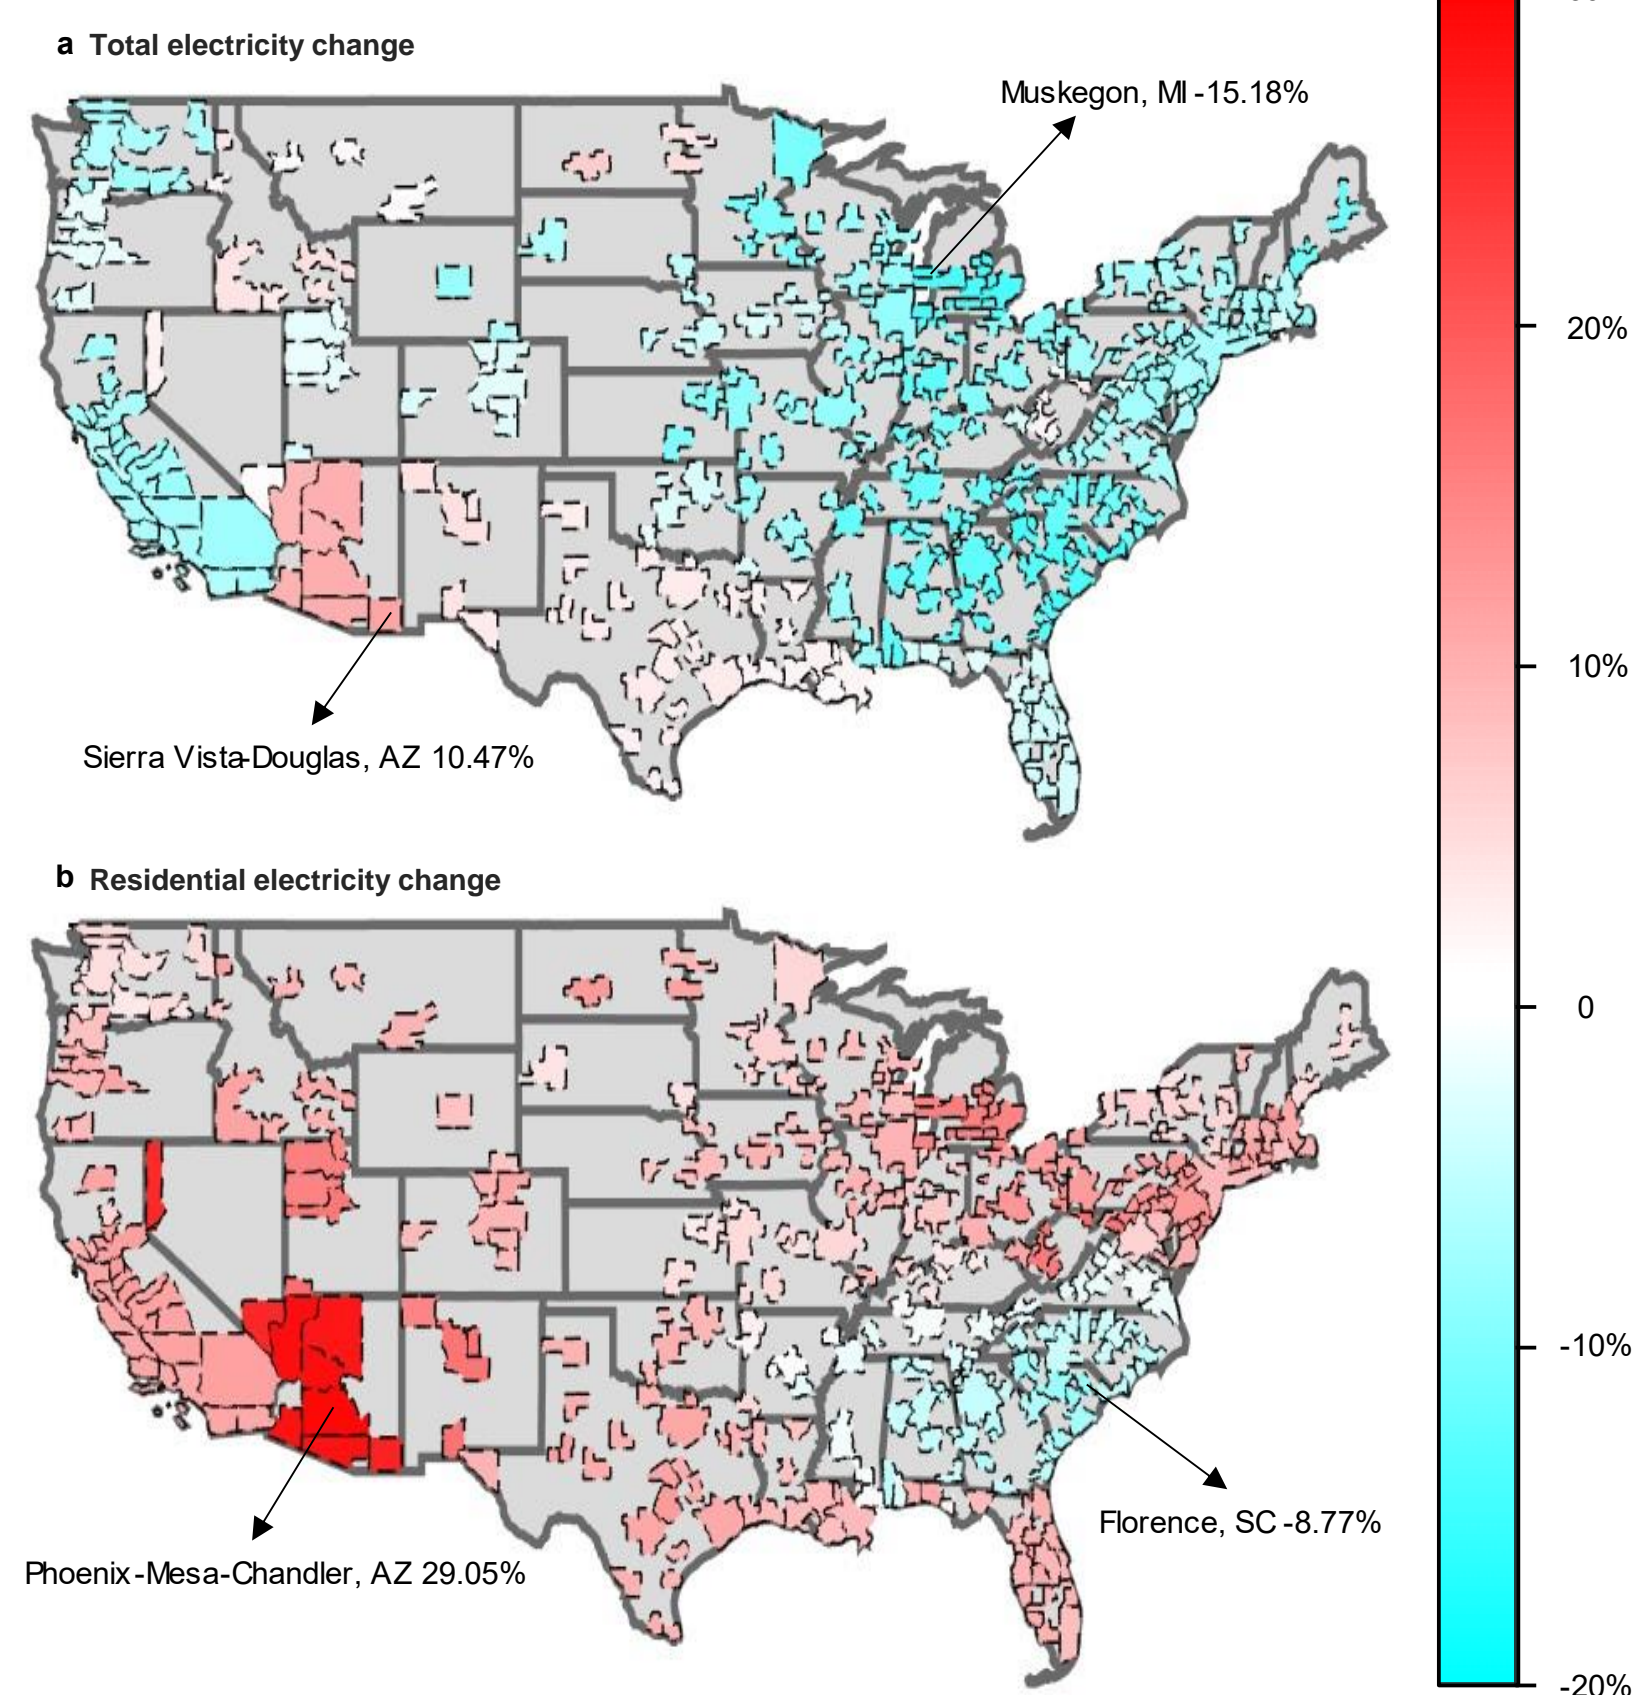 a Total electricity change
Muskegon, MI -15.18%
Sierra Vista-Douglas, AZ 10.47%
b Residential electricity change
Florence, SC -8.77%
Phoenix-Mesa-Chandler, AZ 29.05%
20%
10%
0
-10%
-20%